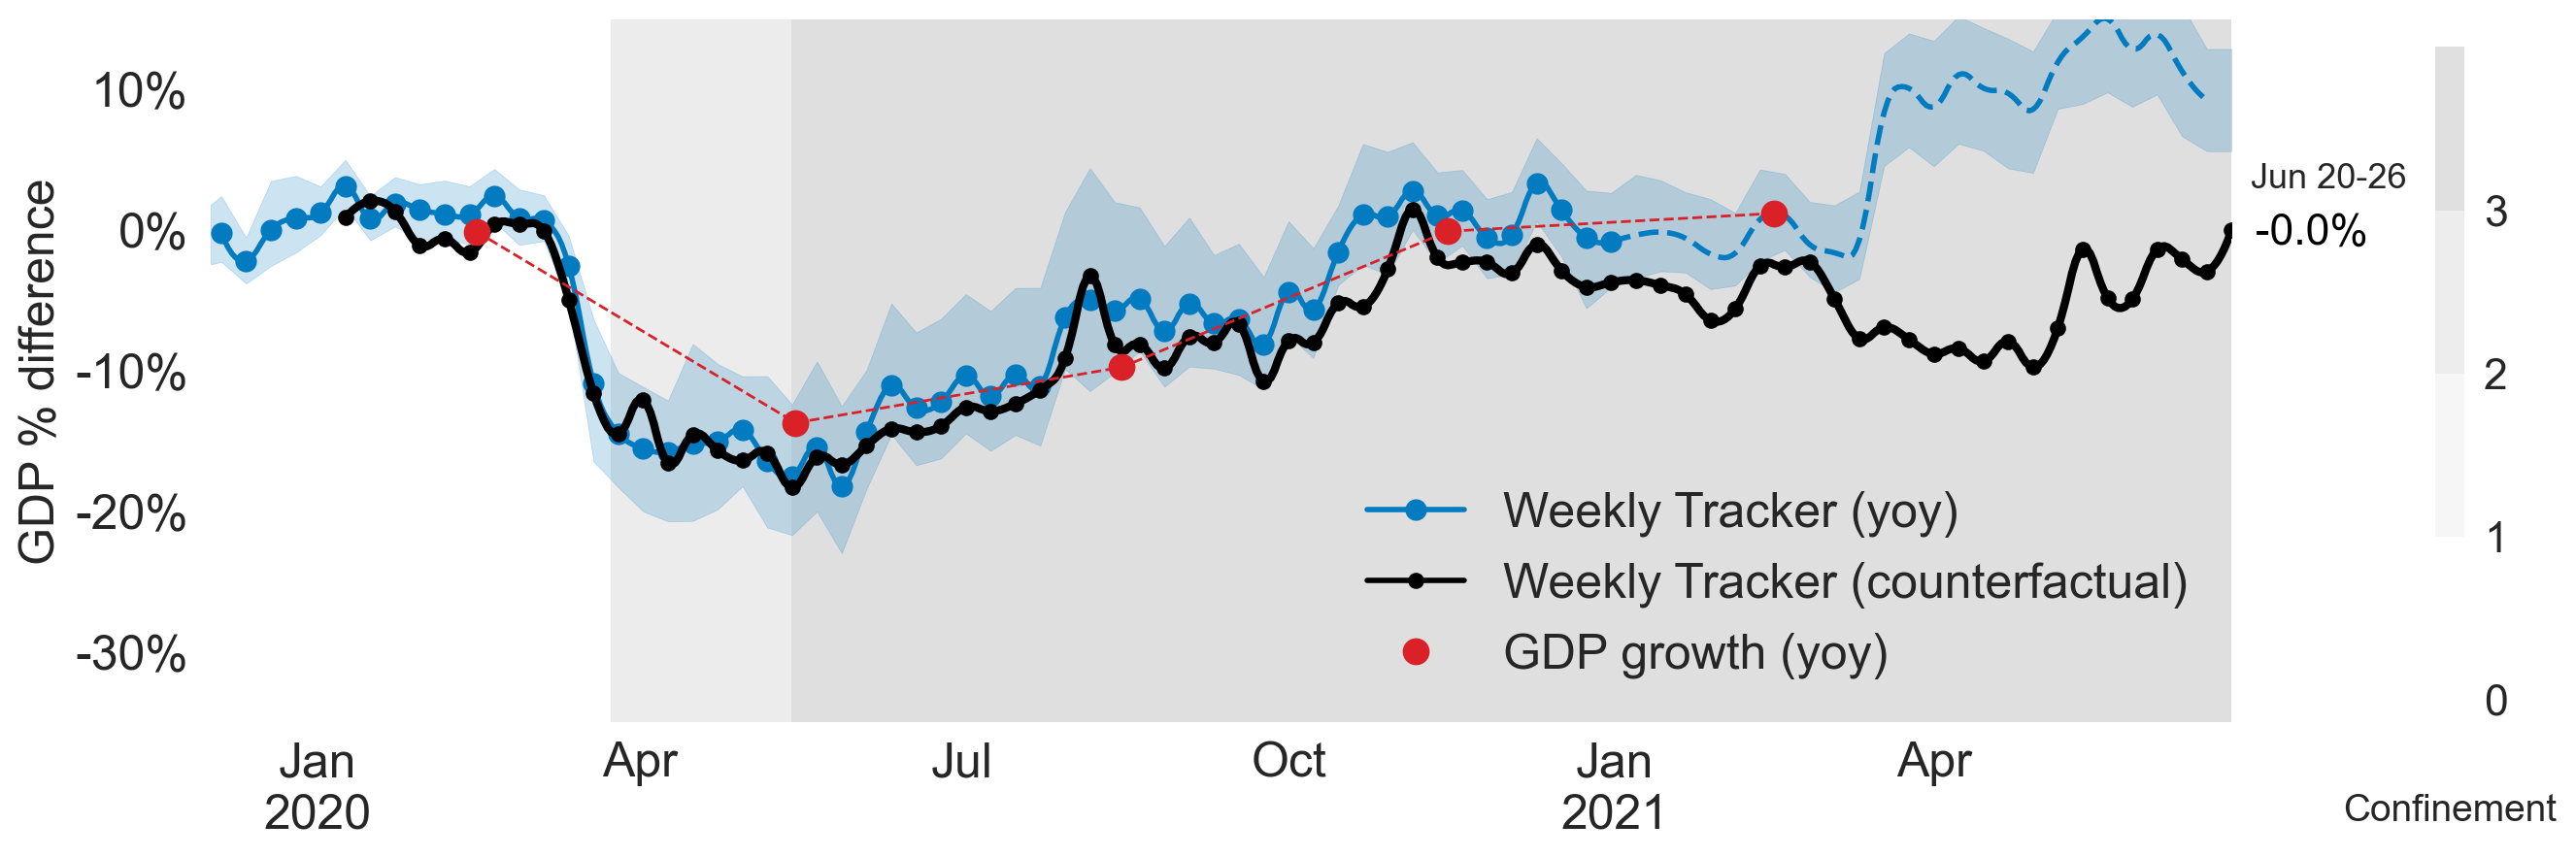 GDP % difference
10%
0%
-10%
-20%
-30%
Jan
2020
Apr
Jul
Oct
Jan
2021
Apr
Weekly Tracker (yoy)
Weekly Tracker (counterfactual)
GDP growth (yoy)
Jun 20-26
-0.0%
3
2
1
0
Confinement